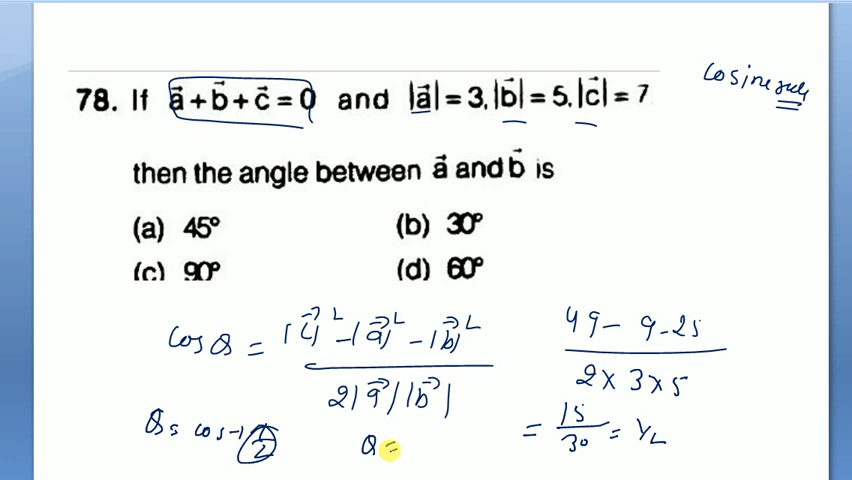 78. If a⃗ + b⃗ + c⃗ = 0 and |a⃗| = 3, |b⃗| = 5, |c⃗| = 7
cosine rule
then the angle between a⃗ and b⃗ is
(a) 45° (b) 30°
(c) 90° (d) 60°
cos θ = |c⃗|² - |a⃗|² - |b⃗|² / 2|a⃗||b⃗|
49 - 9 - 25 / 2 × 3 × 5
θ = cos⁻¹ 1/2
= 15/30 = 1/2
θ =